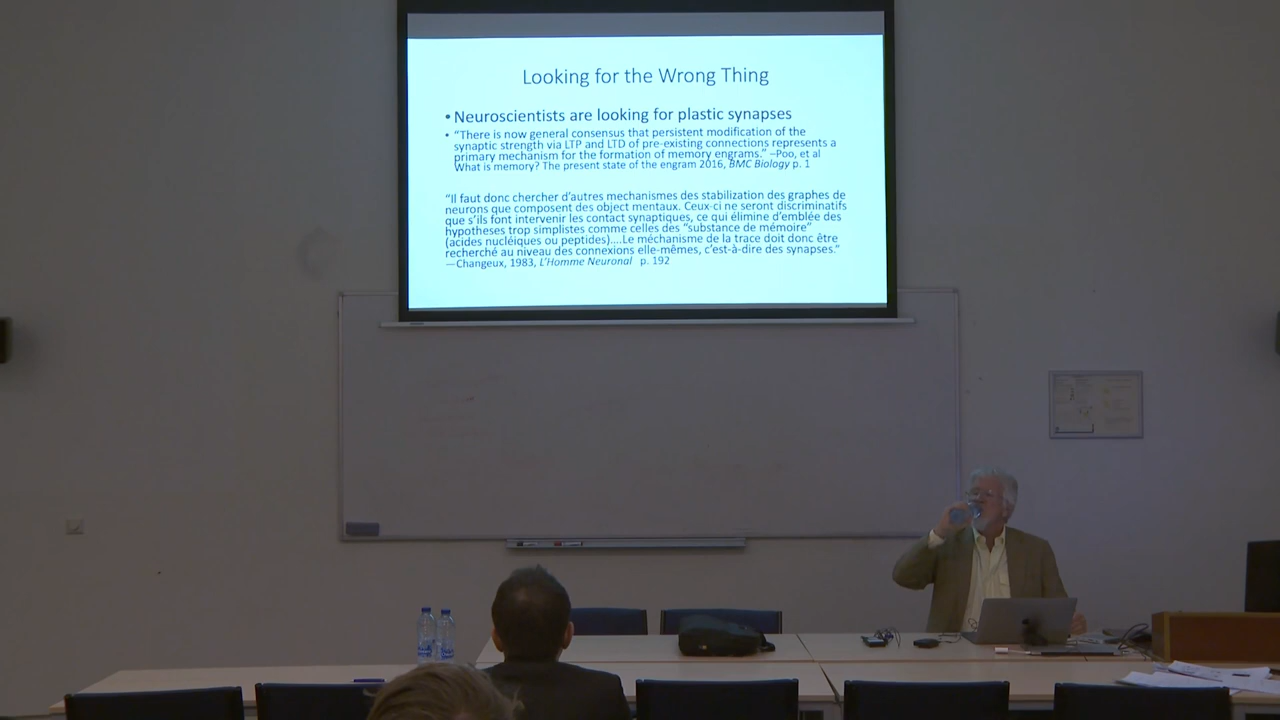 Looking for the Wrong Thing
• Neuroscientists are looking for plastic synapses
• “There is now general consensus that persistent modification of the
synaptic strength via LTP and LTD of pre-existing connections represents a
primary mechanism for the formation of memory engrams.” –Poo, et al
What is memory? The present state of the engram 2016, BMC Biology p. 1
“Il faut donc chercher d’autres mechanismes des stabilization des graphes de
neurons que composent des object mentaux. Ceux-ci ne seront discriminatifs
que s’ils font intervenir les contact synaptiques, ce qui élimine d’emblée des
hypotheses trop simplistes comme celles des “substance de mémoire”
(acides nucléiques ou peptides)....Le méchanisme de la trace doit donc être
recherché au niveau des connexions elle-mêmes, c’est-à-dire des synapses.”
—Changeux, 1983, L’Homme Neuronal p. 192